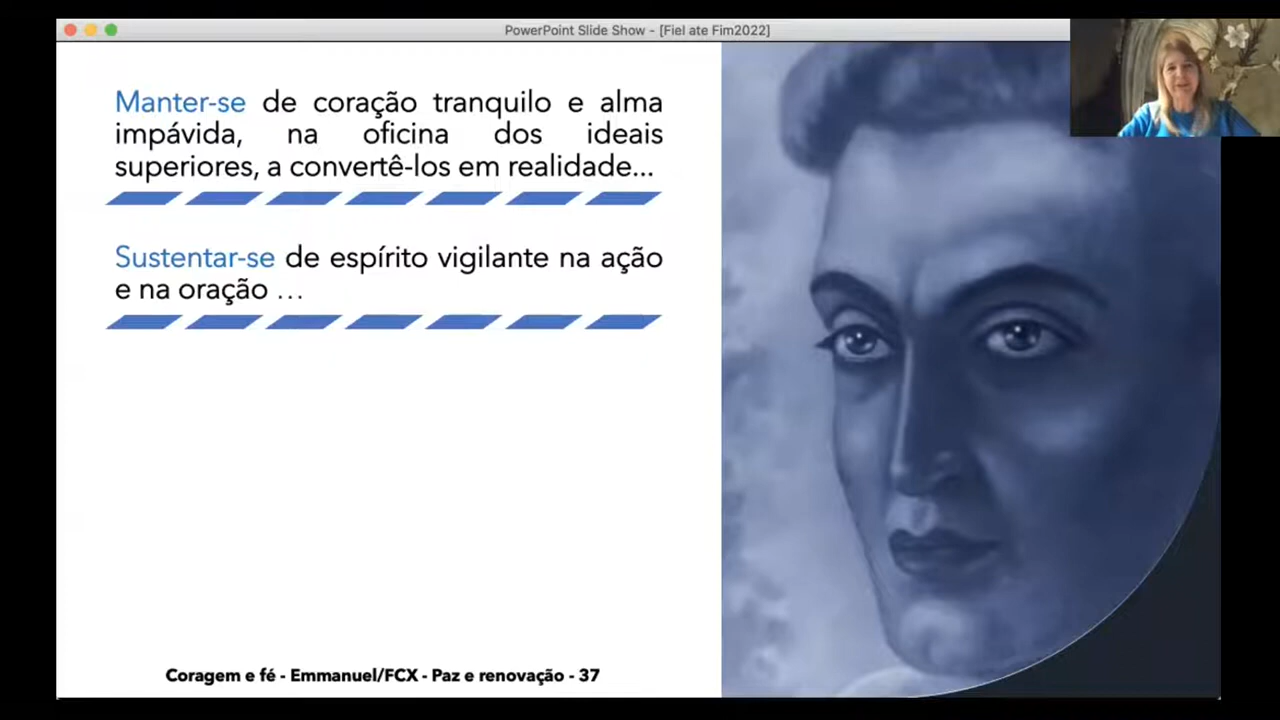 PowerPoint Slide Show - [Fiel ate Fim2022]
Manter-se de coração tranquilo e alma
impávida, na oficina dos ideais
superiores, a convertê-los em realidade...
Sustentar-se de espírito vigilante na ação
e na oração ...
Coragem e fé - Emmanuel/FCX - Paz e renovação - 37